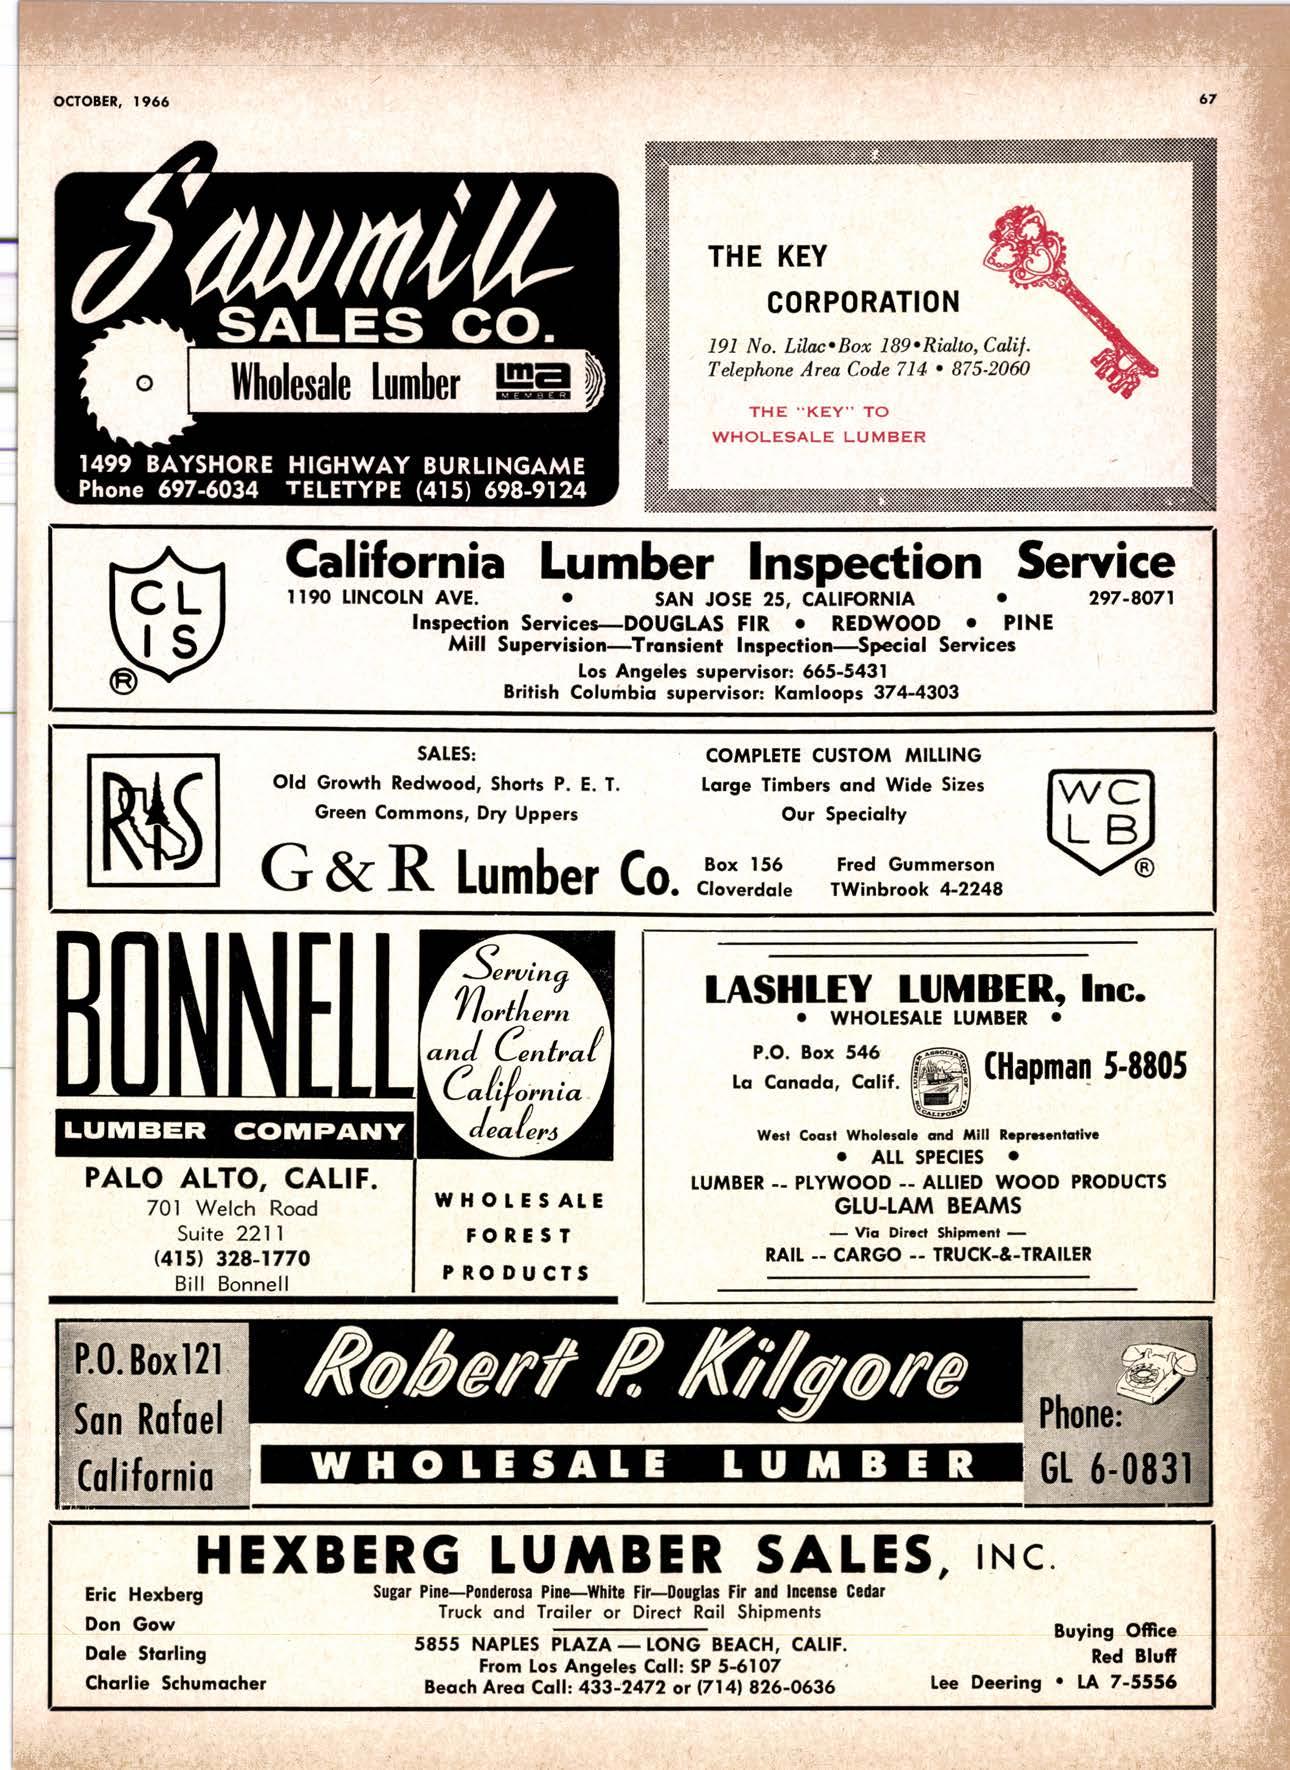 OCTOBER, 1966
67
Sawmill
SALES CO.
Wholesale Lumber
Lma
MEMBER
1499 BAYSHORE HIGHWAY BURLINGAME
Phone 697-6034 TELETYPE (415) 698-9124
THE KEY
CORPORATION
191 No. Lilac•Box 189•Rialto, Calif.
Telephone Area Code 714 • 875-2060
THE "KEY" TO
WHOLESALE LUMBER
CL
IS
®
California Lumber Inspection Service
1190 LINCOLN AVE. • SAN JOSE 25, CALIFORNIA • 297-8071
Inspection Services—DOUGLAS FIR • REDWOOD • PINE
Mill Supervision—Transient Inspection—Special Services
Los Angeles supervisor: 665-5431
British Columbia supervisor: Kamloops 374-4303
RIS
SALES:
Old Growth Redwood, Shorts P. E. T.
Green Commons, Dry Uppers
COMPLETE CUSTOM MILLING
Large Timbers and Wide Sizes
Our Specialty
G & R Lumber Co.
Box 156
Cloverdale
Fred Gummerson
TWinbrook 4-2248
WC
LB
®
BONNELL
LUMBER COMPANY
PALO ALTO, CALIF.
701 Welch Road
Suite 2211
(415) 328-1770
Bill Bonnell
Serving
Northern
and Central
California
dealers
WHOLESALE
FOREST
PRODUCTS
LASHLEY LUMBER, Inc.
• WHOLESALE LUMBER •
P.O. Box 546
La Canada, Calif.
LUMBER ASSOCIATION OF SO. CALIFORNIA
CHapman 5-8805
West Coast Wholesale and Mill Representative
• ALL SPECIES •
LUMBER -- PLYWOOD -- ALLIED WOOD PRODUCTS
GLU-LAM BEAMS
— Via Direct Shipment —
RAIL -- CARGO -- TRUCK-&-TRAILER
P.O. Box 121
San Rafael
California
Robert P. Kilgore
WHOLESALE LUMBER
Phone:
GL 6-0831
HEXBERG LUMBER SALES, INC.
Eric Hexberg
Don Gow
Dale Starling
Charlie Schumacher
Sugar Pine—Ponderosa Pine—White Fir—Douglas Fir and Incense Cedar
Truck and Trailer or Direct Rail Shipments
5855 NAPLES PLAZA — LONG BEACH, CALIF.
From Los Angeles Call: SP 5-6107
Beach Area Call: 433-2472 or (714) 826-0636
Buying Office
Red Bluff
Lee Deering • LA 7-5556